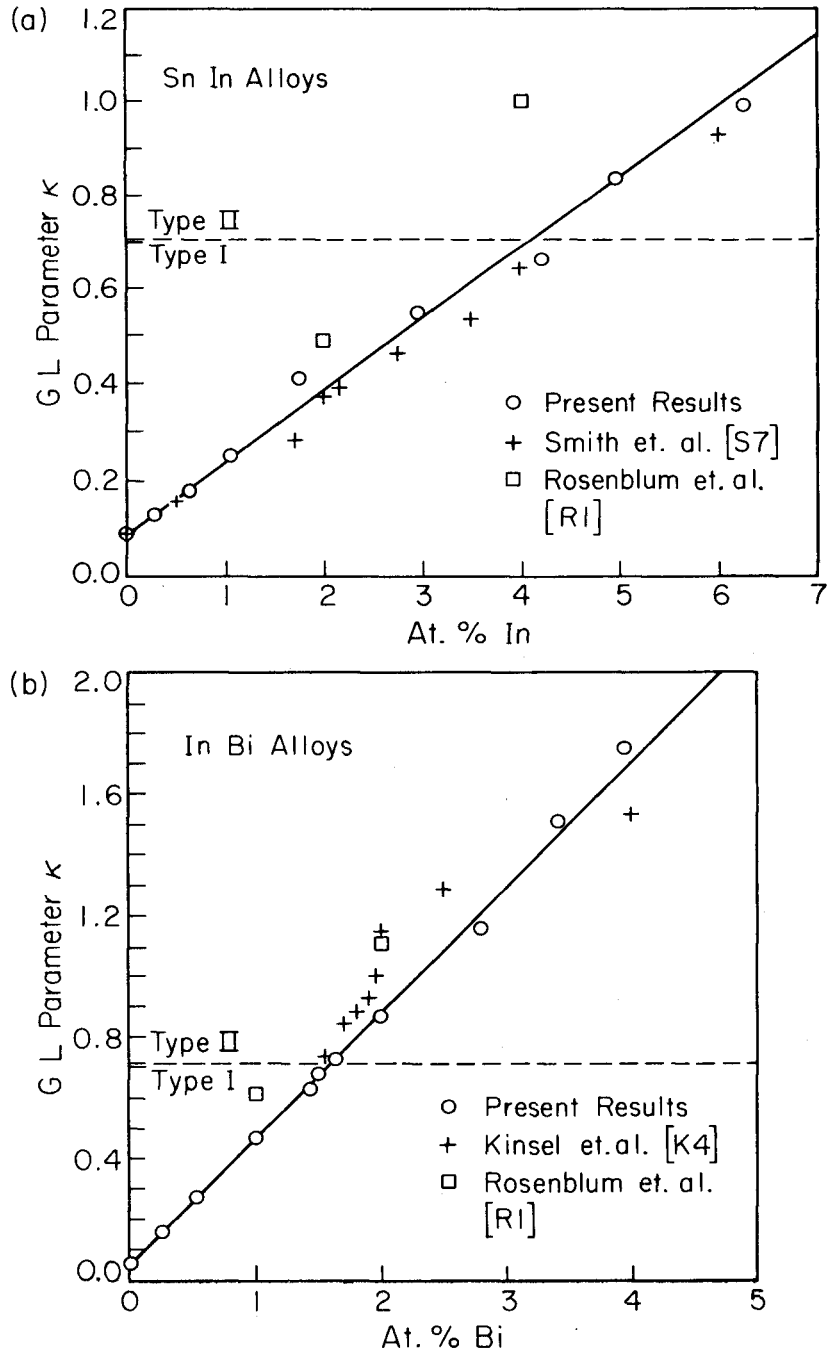 (a)
1.2
1.0
0.8
0.6
0.4
0.2
0.0
G L Parameter κ
Sn In Alloys
Type II
Type I
○ Present Results
+ Smith et. al. [S7]
□ Rosenblum et. al.
[R1]
0 1 2 3 4 5 6 7
At. % In
(b)
2.0
1.6
1.2
0.8
0.4
0.0
G L Parameter κ
In Bi Alloys
Type II
Type I
○ Present Results
+ Kinsel et. al. [K4]
□ Rosenblum et. al.
[R1]
0 1 2 3 4 5
At. % Bi